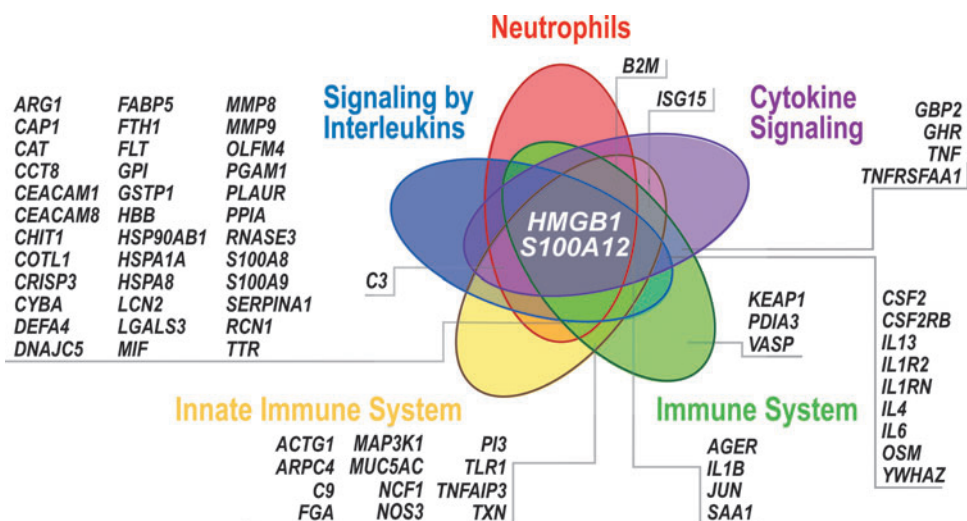 Neutrophils
B2M
ISG15
Signaling by
Interleukins
Cytokine
Signaling
GBP2
GHR
TNF
TNFRSFAA1
ARG1 FABP5 MMP8
CAP1 FTH1 MMP9
CAT FLT OLFM4
CCT8 GPI PGAM1
CEACAM1 GSTP1 PLAUR
CEACAM8 HBB PPIA
CHIT1 HSP90AB1 RNASE3
COTL1 HSPA1A S100A8
CRISP3 HSPA8 S100A9
CYBA LCN2 SERPINA1
DEFA4 LGALS3 RCN1
DNAJC5 MIF TTR
HMGB1
S100A12
C3
KEAP1
PDIA3
VASP
CSF2
CSF2RB
IL13
IL1R2
IL1RN
IL4
IL6
OSM
YWHAZ
Innate Immune System
Immune System
ACTG1 MAP3K1 PI3
ARPC4 MUC5AC TLR1
C9 NCF1 TNFAIP3
FGA NOS3 TXN
AGER
IL1B
JUN
SAA1